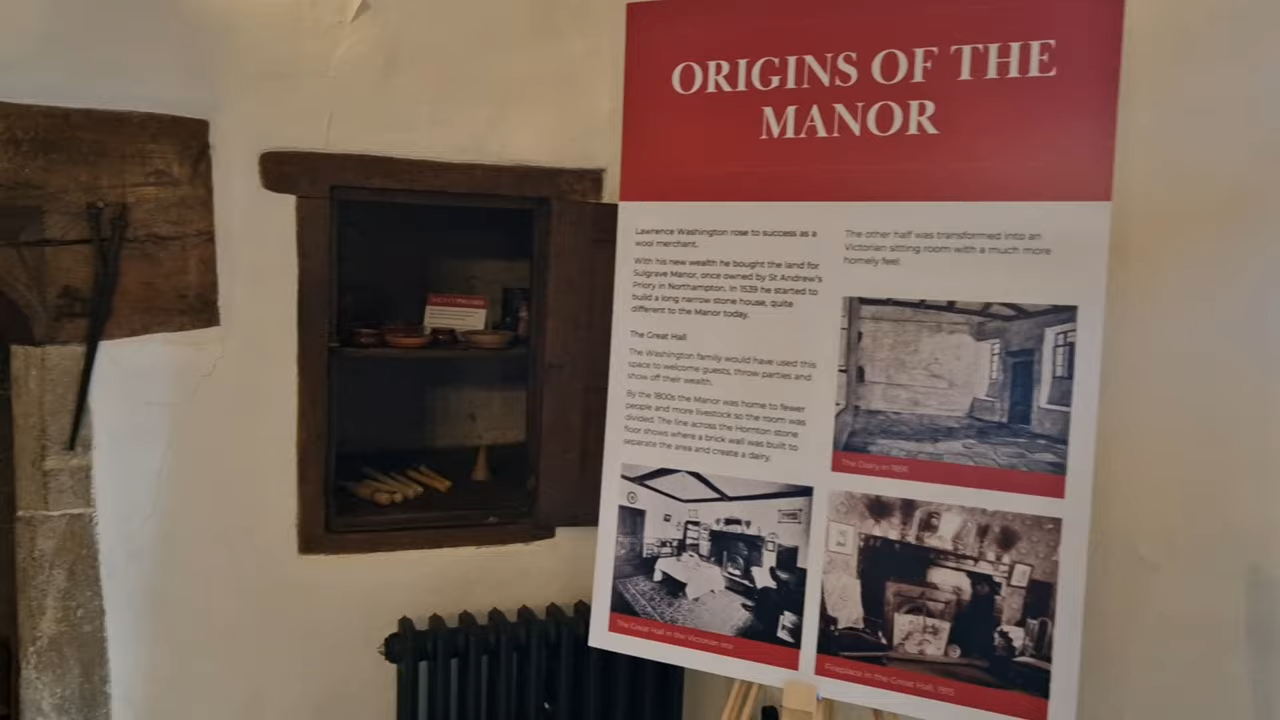 ORIGINS OF THE
MANOR
Lawrence Washington rose to success as a
wool merchant.
With his new wealth he bought the land for
Sulgrave Manor, once owned by St Andrew's
Priory in Northampton. In 1539 he started to
build a long narrow stone house, quite
different to the Manor today.
The Great Hall
The Washington family would have used this
space to welcome guests, throw parties and
show off their wealth.
By the 1800s the Manor was home to fewer
people and more livestock so the room was
divided. The line across the Hornton stone
floor shows where a brick wall was built to
separate the area and create a dairy.
The Great Hall in the Victorian era
The other half was transformed into an
Victorian sitting room with a much more
homely feel.
The Dairy in
Fireplace in the Great Hall, 1915